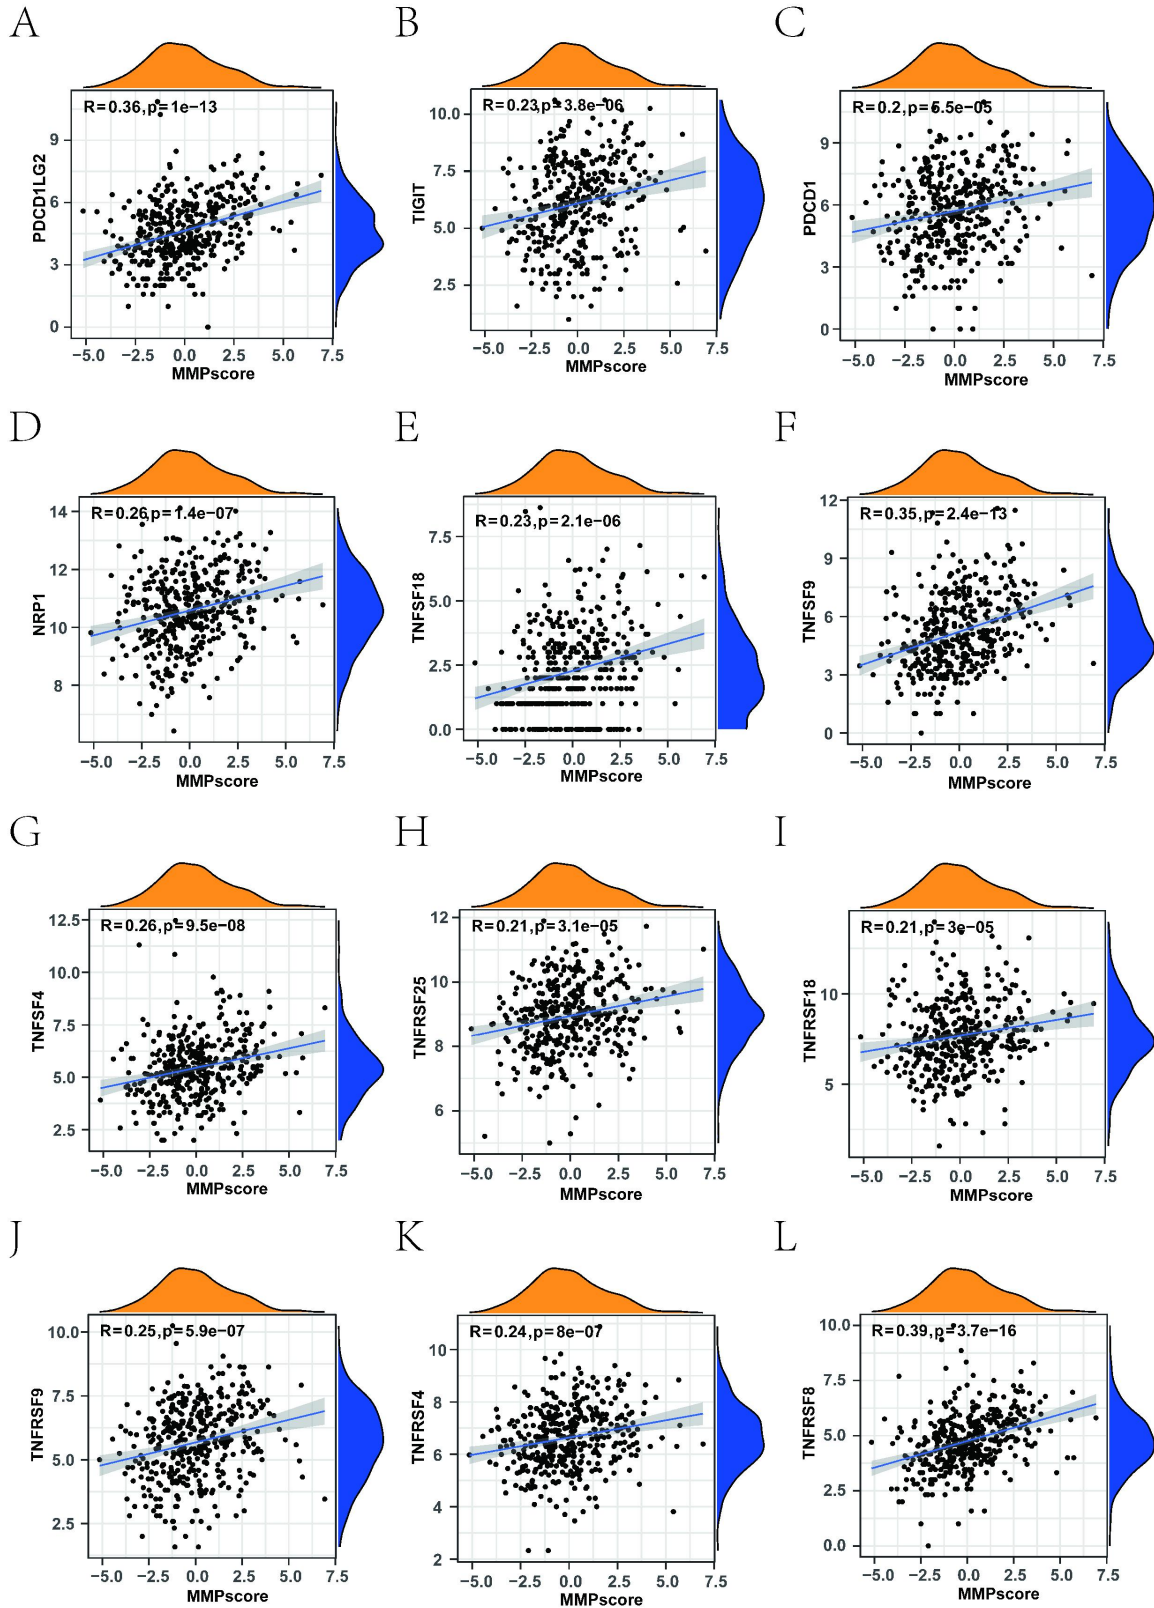 A
R=0.36,p=1e-13
PDCD1LG2
9
6
3
0
-5.0 -2.5 0.0 2.5 5.0 7.5
MMPscore
B
R=0.23,p=3.8e-06
TIGIT
10.0
7.5
5.0
2.5
-5.0 -2.5 0.0 2.5 5.0 7.5
MMPscore
C
R=0.2,p=5.5e-05
PDCD1
9
6
3
0
-5.0 -2.5 0.0 2.5 5.0 7.5
MMPscore
D
R=0.26,p=1.4e-07
NRP1
14
12
10
8
-5.0 -2.5 0.0 2.5 5.0 7.5
MMPscore
E
R=0.23,p=2.1e-06
TNFSF18
7.5
5.0
2.5
0.0
-5.0 -2.5 0.0 2.5 5.0 7.5
MMPscore
F
R=0.35,p=2.4e-13
TNFSF9
12
9
6
3
0
-5.0 -2.5 0.0 2.5 5.0 7.5
MMPscore
G
R=0.26,p=9.5e-08
TNFSF4
12.5
10.0
7.5
5.0
2.5
-5.0 -2.5 0.0 2.5 5.0 7.5
MMPscore
H
R=0.21,p=3.1e-05
TNFRSF25
12
10
8
6
-5.0 -2.5 0.0 2.5 5.0 7.5
MMPscore
I
R=0.21,p=3e-05
TNFRSF18
10
5
-5.0 -2.5 0.0 2.5 5.0 7.5
MMPscore
J
R=0.25,p=5.9e-07
TNFRSF9
10.0
7.5
5.0
2.5
-5.0 -2.5 0.0 2.5 5.0 7.5
MMPscore
K
R=0.24,p=8e-07
TNFRSF4
10
8
6
4
2
-5.0 -2.5 0.0 2.5 5.0 7.5
MMPscore
L
R=0.39,p=3.7e-16
TNFRSF8
10.0
7.5
5.0
2.5
0.0
-5.0 -2.5 0.0 2.5 5.0 7.5
MMPscore